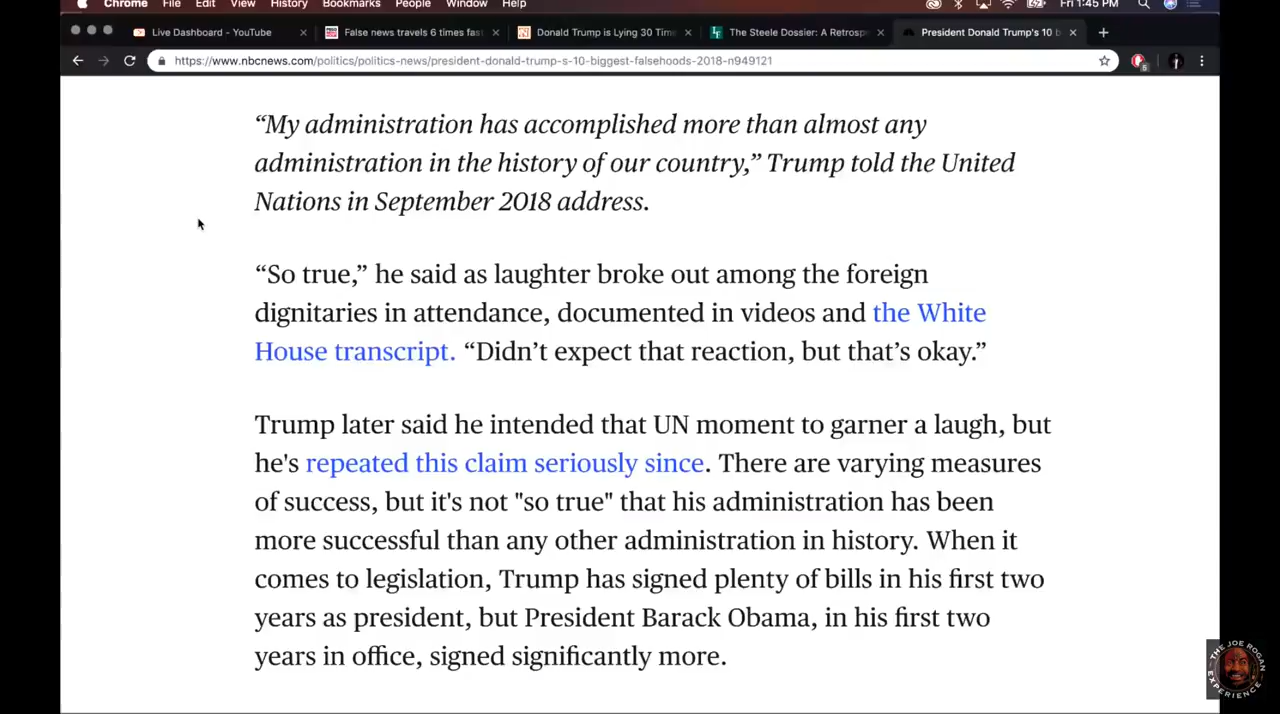 Chrome File Edit View History Bookmarks People Window Help Fri 1:45 PM
Live Dashboard - YouTube × False news travels 6 times fast × Donald Trump is Lying 30 Time × The Steele Dossier: A Retrosp × President Donald Trump's 10 b × +
https://www.nbcnews.com/politics/politics-news/president-donald-trump-s-10-biggest-falsehoods-2018-n949121
“My administration has accomplished more than almost any
administration in the history of our country,” Trump told the United
Nations in September 2018 address.
“So true,” he said as laughter broke out among the foreign
dignitaries in attendance, documented in videos and the White
House transcript. “Didn’t expect that reaction, but that’s okay.”
Trump later said he intended that UN moment to garner a laugh, but
he's repeated this claim seriously since. There are varying measures
of success, but it's not "so true" that his administration has been
more successful than any other administration in history. When it
comes to legislation, Trump has signed plenty of bills in his first two
years as president, but President Barack Obama, in his first two
years in office, signed significantly more.
THE JOE ROGAN
EXPERIENCE